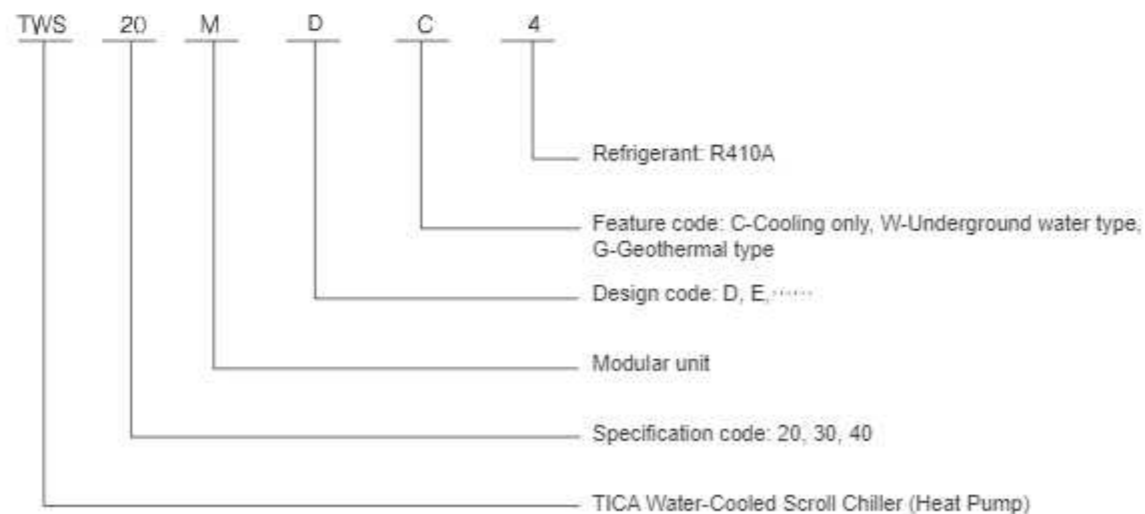 TWS 20 M D C 4
Refrigerant: R410A
Feature code: C-Cooling only, W-Underground water type,
G-Geothermal type
Design code: D, E,······
Modular unit
Specification code: 20, 30, 40
TICA Water-Cooled Scroll Chiller (Heat Pump)